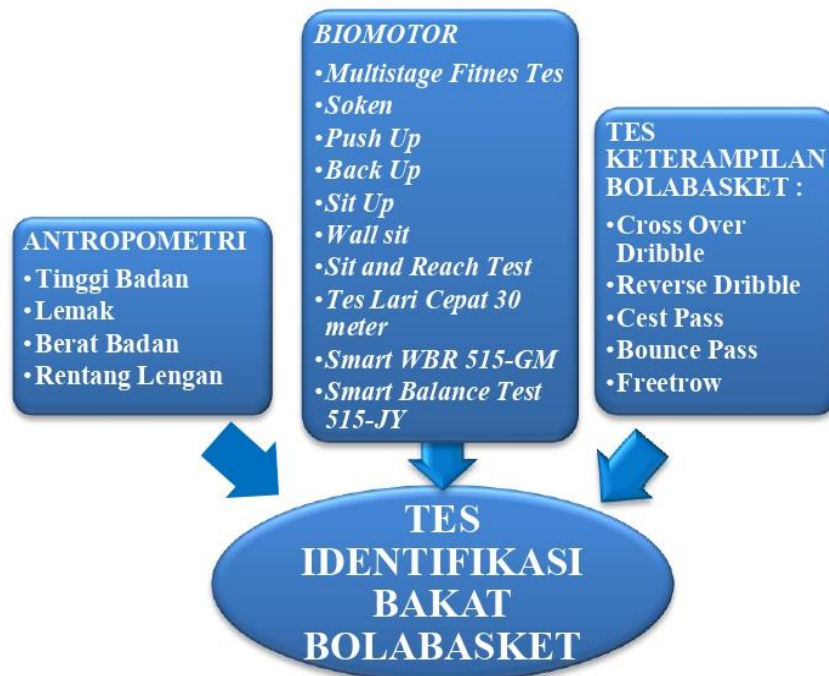 ANTROPOMETRI
•Tinggi Badan
•Lemak
•Berat Badan
•Rentang Lengan
BIOMOTOR
•Multistage Fitnes Tes
•Soken
•Push Up
•Back Up
•Sit Up
•Wall sit
•Sit and Reach Test
•Tes Lari Cepat 30
meter
•Smart WBR 515-GM
•Smart Balance Test
515-JY
TES
KETERAMPILAN
BOLABASKET :
•Cross Over
Dribble
•Reverse Dribble
•Cest Pass
•Bounce Pass
•Freetrow
TES
IDENTIFIKASI
BAKAT
BOLABASKET